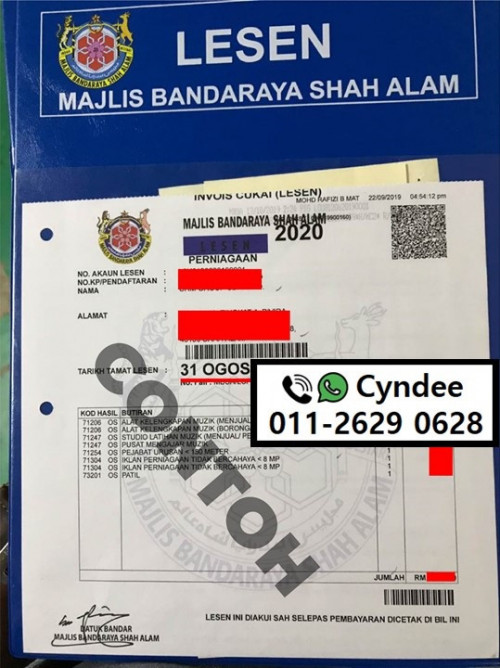 LESEN
MAJLIS BANDARAYA SHAH ALAM
MAJLIS BANDARAYA SHAH ALAM
INVOIS CUKAI (LESEN)
MOHD RAFIZI B MAT 22/09/2019 04:54:12 pm
MAJLIS BANDARAYA SHAH ALAM
LESEN 2020
PERNIAGAAN
NO. AKAUN LESEN :
NO.KP/PENDAFTARAN :
NAMA :
ALAMAT :
TARIKH TAMAT LESEN : 31 OGOS
Cyndee
011-2629 0628
KOD HASIL BUTIRAN
71206 OS ALAT KELENGKAPAN MUZIK (MENJUAL
71206 OS ALAT KELENGKAPAN MUZIK (BORONG
71247 OS STUDIO LATIHAN MUZIK (MENJUAL
71247 OS PUSAT MENGAJAR MUZIK
71254 OS PEJABAT URUSAN < 190 METER
71304 OS IKLAN PERNIAGAAN TIDAK BERCAHAYA < 8 MP 1
71304 OS IKLAN PERNIAGAAN TIDAK BERCAHAYA < 8 MP 1
73201 OS PATIL 1
CONTOH
MAJLIS BANDARAYA SHAH ALAM
JUMLAH RM
DATUK BANDAR
MAJLIS BANDARAYA SHAH ALAM
LESEN INI DIAKUI SAH SELEPAS PEMBAYARAN DICETAK DI BIL INI